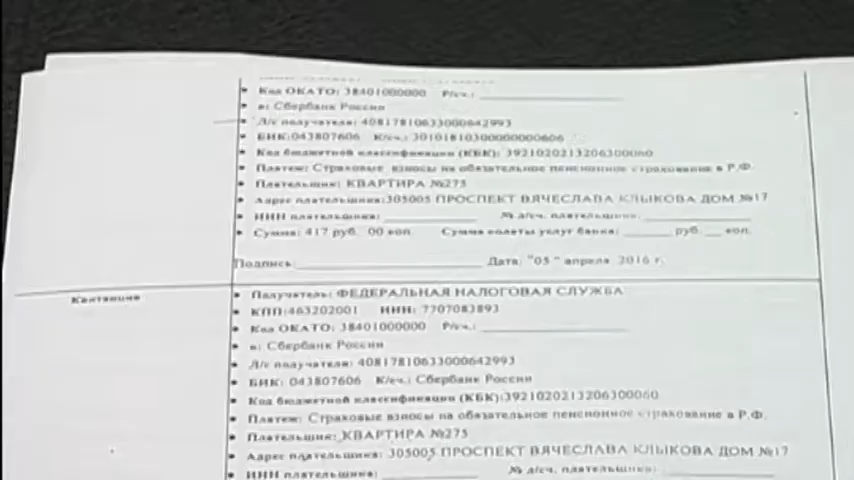 Код ОКАТО: 38401000000 Р/сч.:
в: Сбербанк России
Л/с получателя: 40817810633000642993
БИК:043807606 К/сч.: 30101810300000000606
Код бюджетной классификации (КБК): 3921020213206300060
Платеж: Страховые взносы на обязательное пенсионное страхование в Р.Ф.
Плательщик: КВАРТИРА №275
Адрес плательщика:305005 ПРОСПЕКТ ВЯЧЕСЛАВА КЛЫКОВА ДОМ №17
ИНН плательщика: № л/сч. плательщика:
Сумма: 417 руб. 00 коп. Сумма оплаты услуг банка: руб. коп.
Подпись: Дата: "05 " апреля 2016 г.
Квитанция
Получатель: ФЕДЕРАЛЬНАЯ НАЛОГОВАЯ СЛУЖБА
КПП:463202001 ИНН: 7707083893
Код ОКАТО: 38401000000 Р/сч.:
в: Сбербанк России
Л/с получателя: 40817810633000642993
БИК: 043807606 К/сч.: Сбербанк России
Код бюджетной классификации (КБК):3921020213206300060
Платеж: Страховые взносы на обязательное пенсионное страхование в Р.Ф.
Плательщик: КВАРТИРА №275
Адрес плательщика: 305005 ПРОСПЕКТ ВЯЧЕСЛАВА КЛЫКОВА ДОМ №17
ИНН плательщика: № л/сч. плательщика: